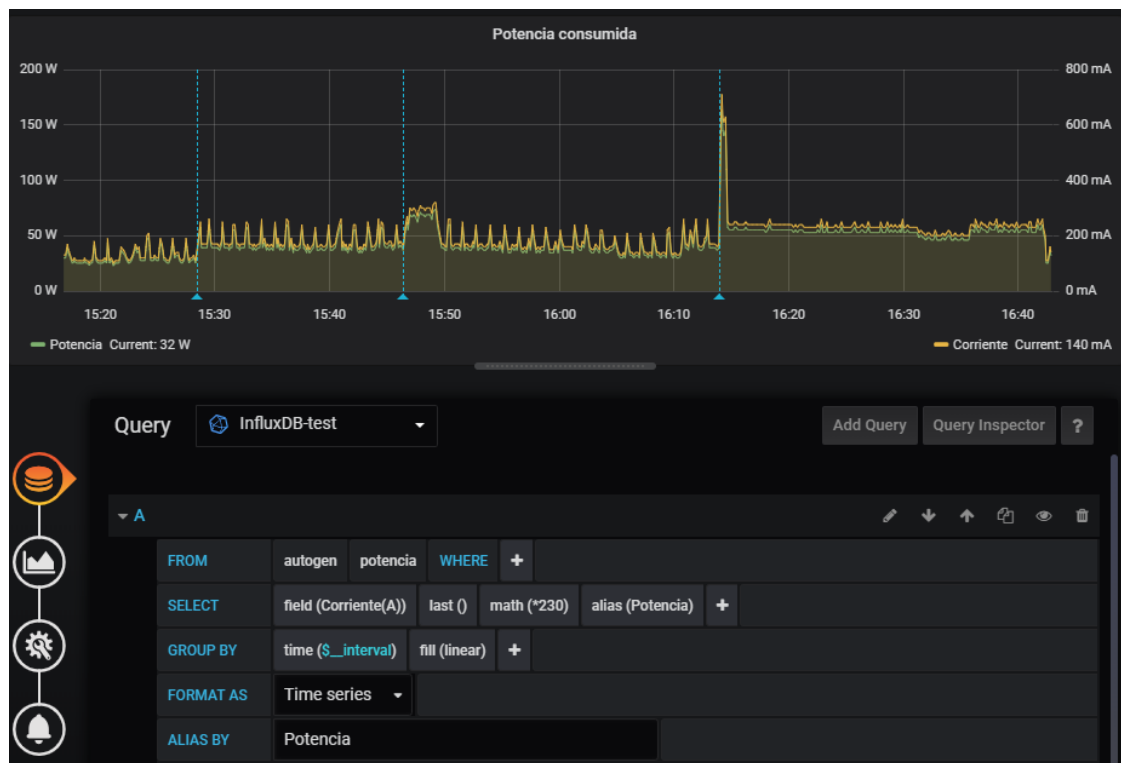 Potencia consumida
200 W 800 mA
150 W 600 mA
100 W 400 mA
50 W 200 mA
0 W 0 mA
15:20 15:30 15:40 15:50 16:00 16:10 16:20 16:30 16:40
Potencia Current: 32 W Corriente Current: 140 mA
Query InfluxDB-test Add Query Query Inspector ?
A
FROM autogen potencia WHERE +
SELECT field (Corriente(A)) last () math (*230) alias (Potencia) +
GROUP BY time ($__interval) fill (linear) +
FORMAT AS Time series
ALIAS BY Potencia